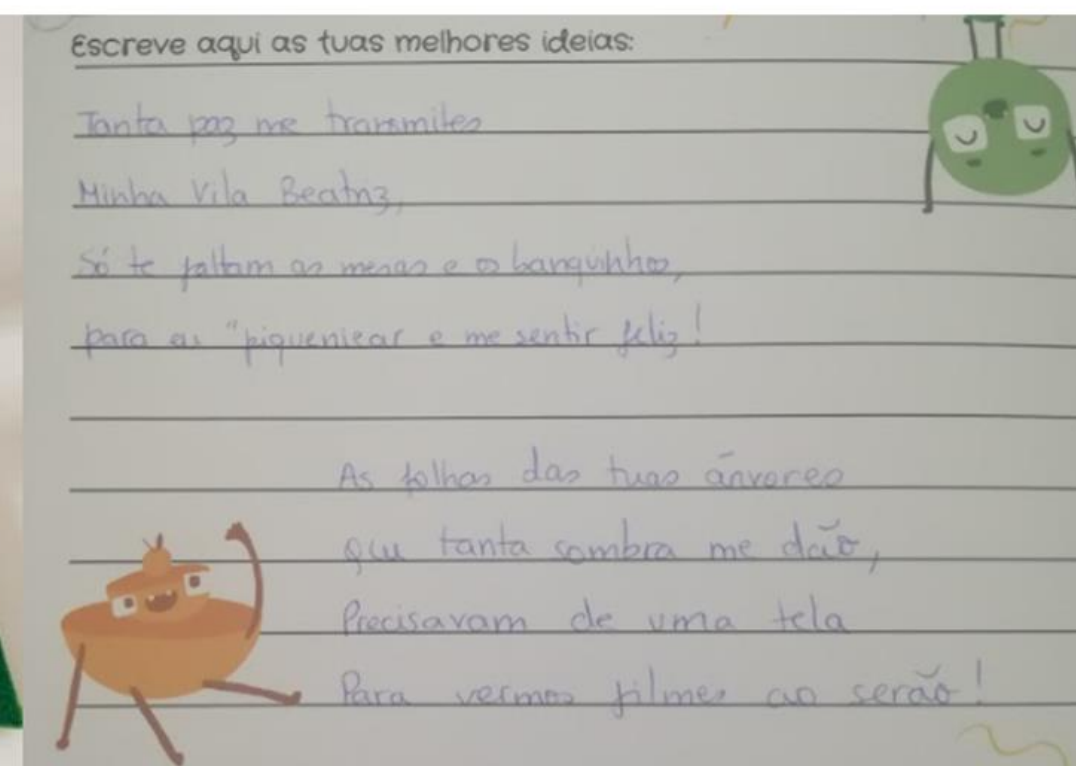 Escreve aqui as tuas melhores ideias:
Tanta paz me transmites
Minha Vila Beatriz,
Só te faltam as mesas e os banquinhos,
para as "piquenicar e me sentir feliz!
As folhas das tuas árvores
que tanta sombra me dão,
Precisavam de uma tela
Para vermos filmes ao serão!